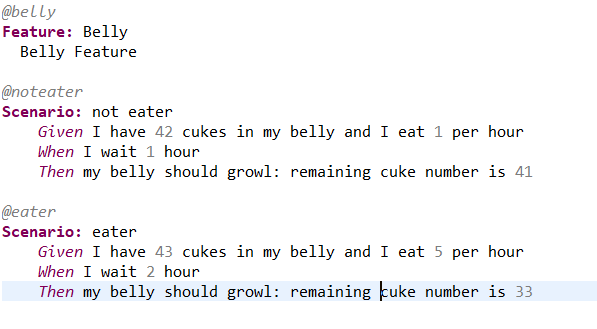 @belly
Feature: Belly
Belly Feature
@noteater
Scenario: not eater
Given I have 42 cukes in my belly and I eat 1 per hour
When I wait 1 hour
Then my belly should growl: remaining cuke number is 41
@eater
Scenario: eater
Given I have 43 cukes in my belly and I eat 5 per hour
When I wait 2 hour
Then my belly should growl: remaining cuke number is 33